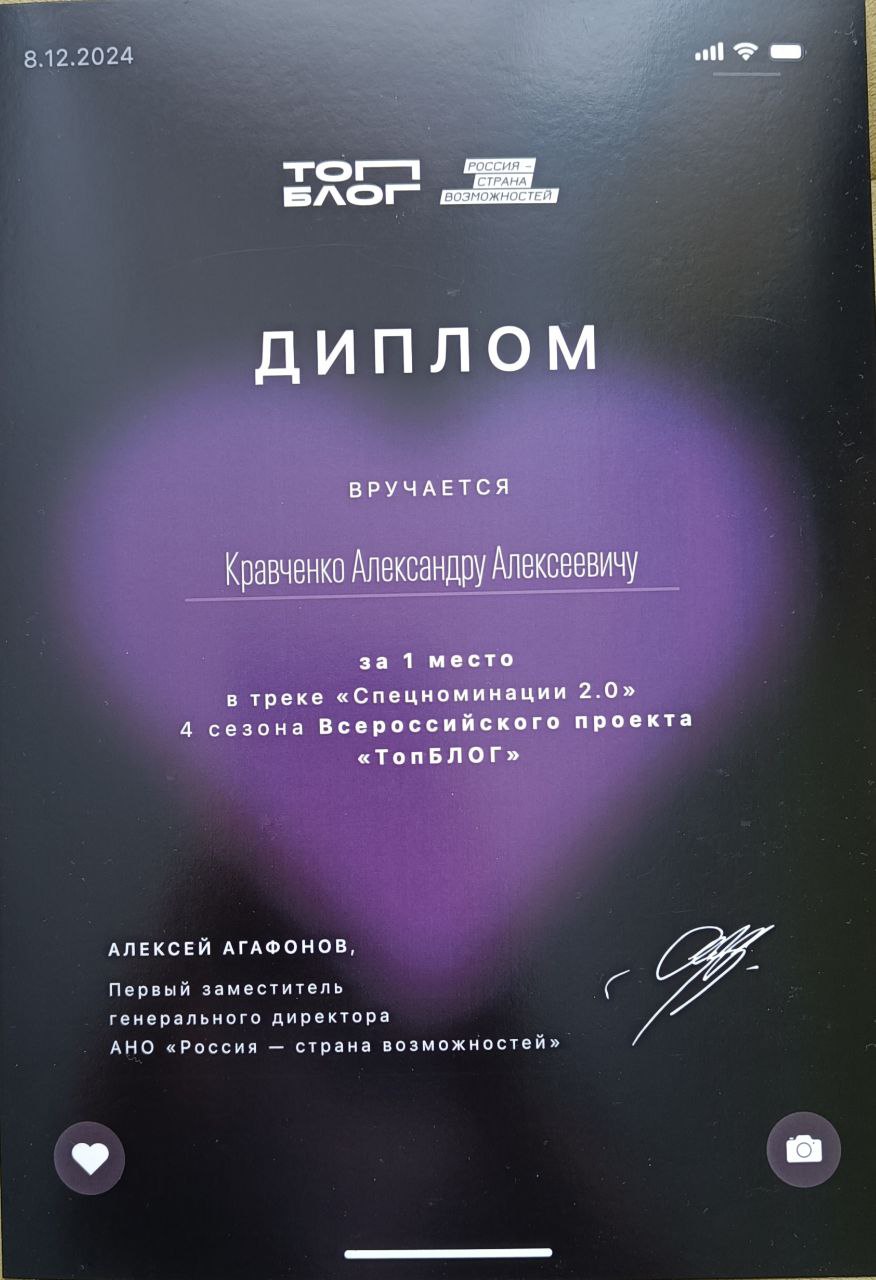 8.12.2024
ТОП
БЛОГ
РОССИЯ –
СТРАНА
ВОЗМОЖНОСТЕЙ
ДИПЛОМ
ВРУЧАЕТСЯ
Кравченко Александру Алексеевичу
за 1 место
в треке «Спецноминации 2.0»
4 сезона Всероссийского проекта
«ТопБЛОГ»
АЛЕКСЕЙ АГАФОНОВ,
Первый заместитель
генерального директора
АНО «Россия — страна возможностей»